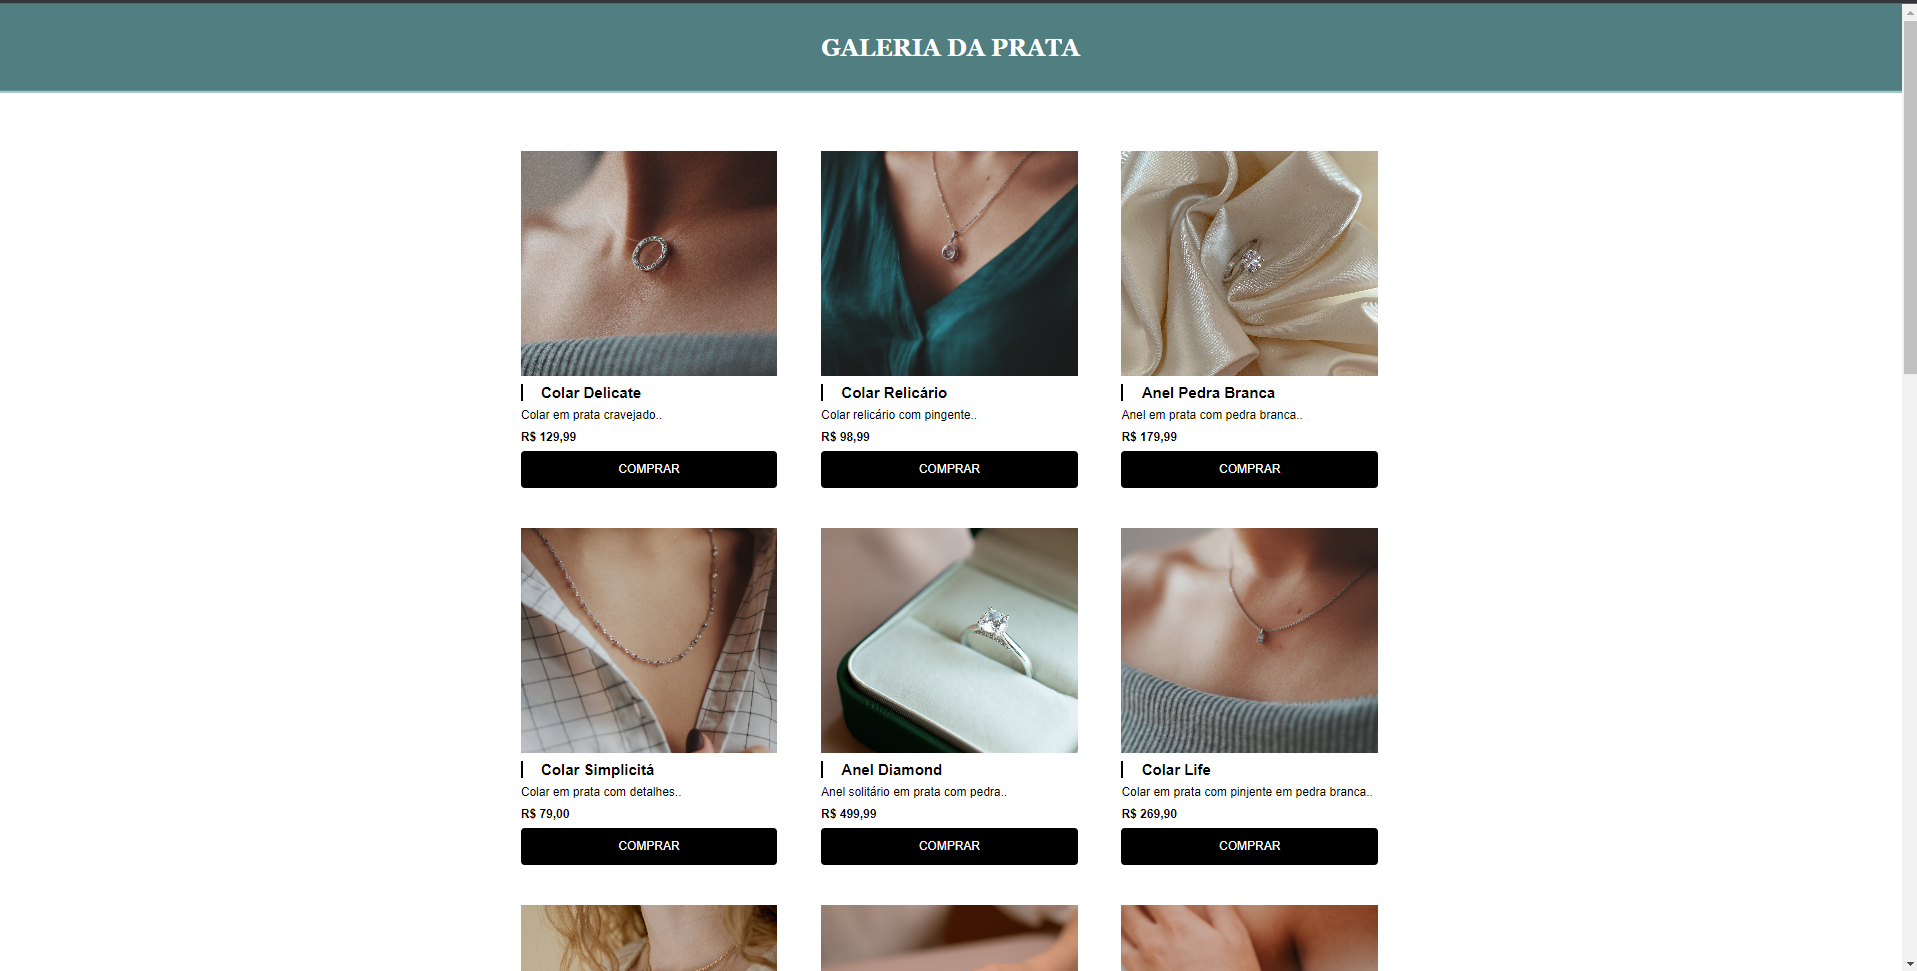 GALERIA DA PRATA
Colar Delicate
Colar em prata cravejado..
R$ 129,99
COMPRAR
Colar Relicário
Colar relicário com pingente..
R$ 98,99
COMPRAR
Anel Pedra Branca
Anel em prata com pedra branca..
R$ 179,99
COMPRAR
Colar Simplicitá
Colar em prata com detalhes..
R$ 79,00
COMPRAR
Anel Diamond
Anel solitário em prata com pedra..
R$ 499,99
COMPRAR
Colar Life
Colar em prata com pinjente em pedra branca..
R$ 269,90
COMPRAR